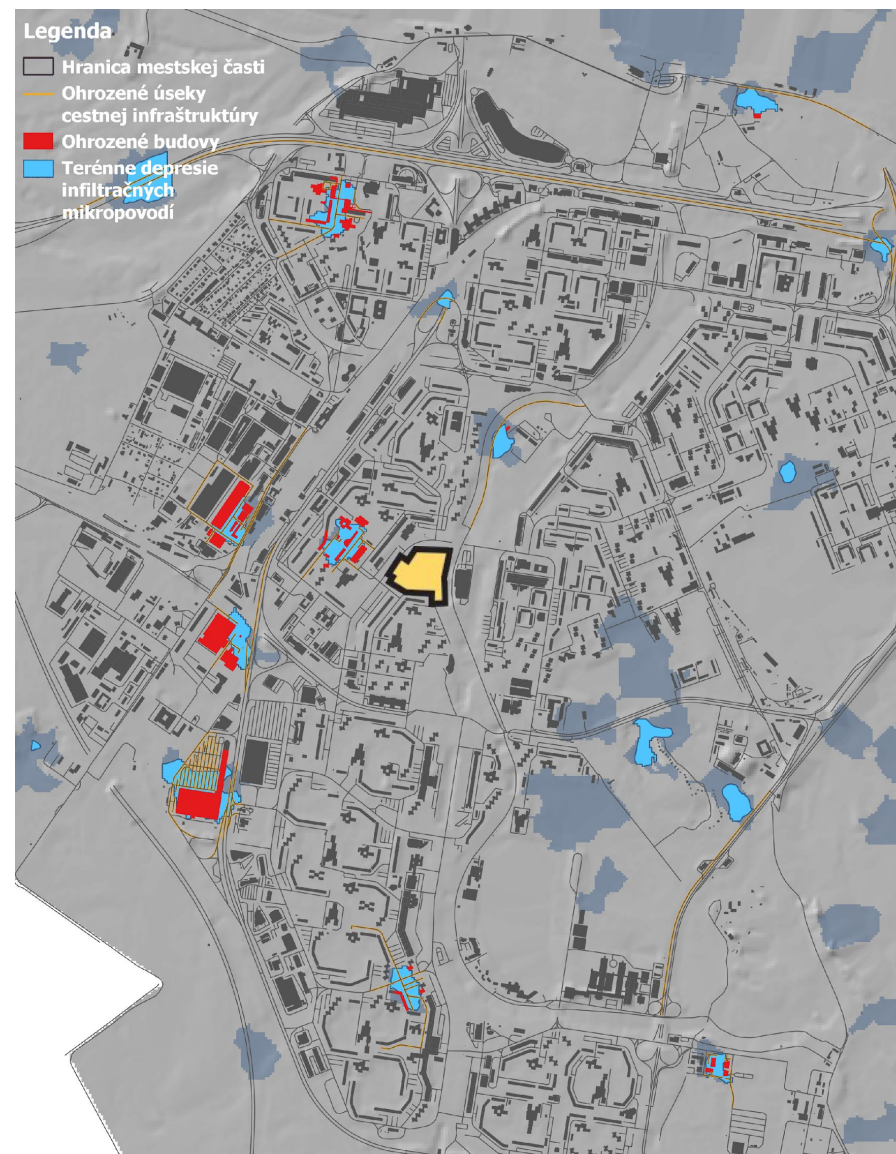 Legenda
Hranica mestskej časti
Ohrozené úseky
cestnej infraštruktúry
Ohrozené budovy
Terénne depresie
infiltračných
mikropovodí